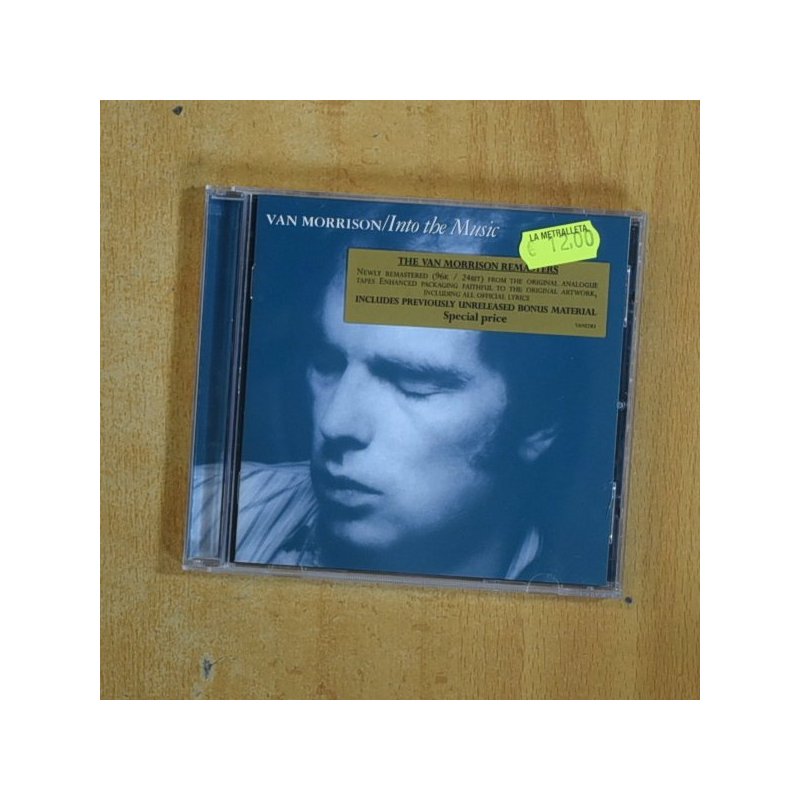 VAN MORRISON/Into the Music
LA METRALLETA
€ 12,00
THE VAN MORRISON REMASTERS
NEWLY REMASTERED (96K / 24BIT) FROM THE ORIGINAL ANALOGUE
TAPES ENHANCED PACKAGING FAITHFUL TO THE ORIGINAL ARTWORK,
INCLUDING ALL OFFICIAL LYRICS
INCLUDES PREVIOUSLY UNRELEASED BONUS MATERIAL
Special price